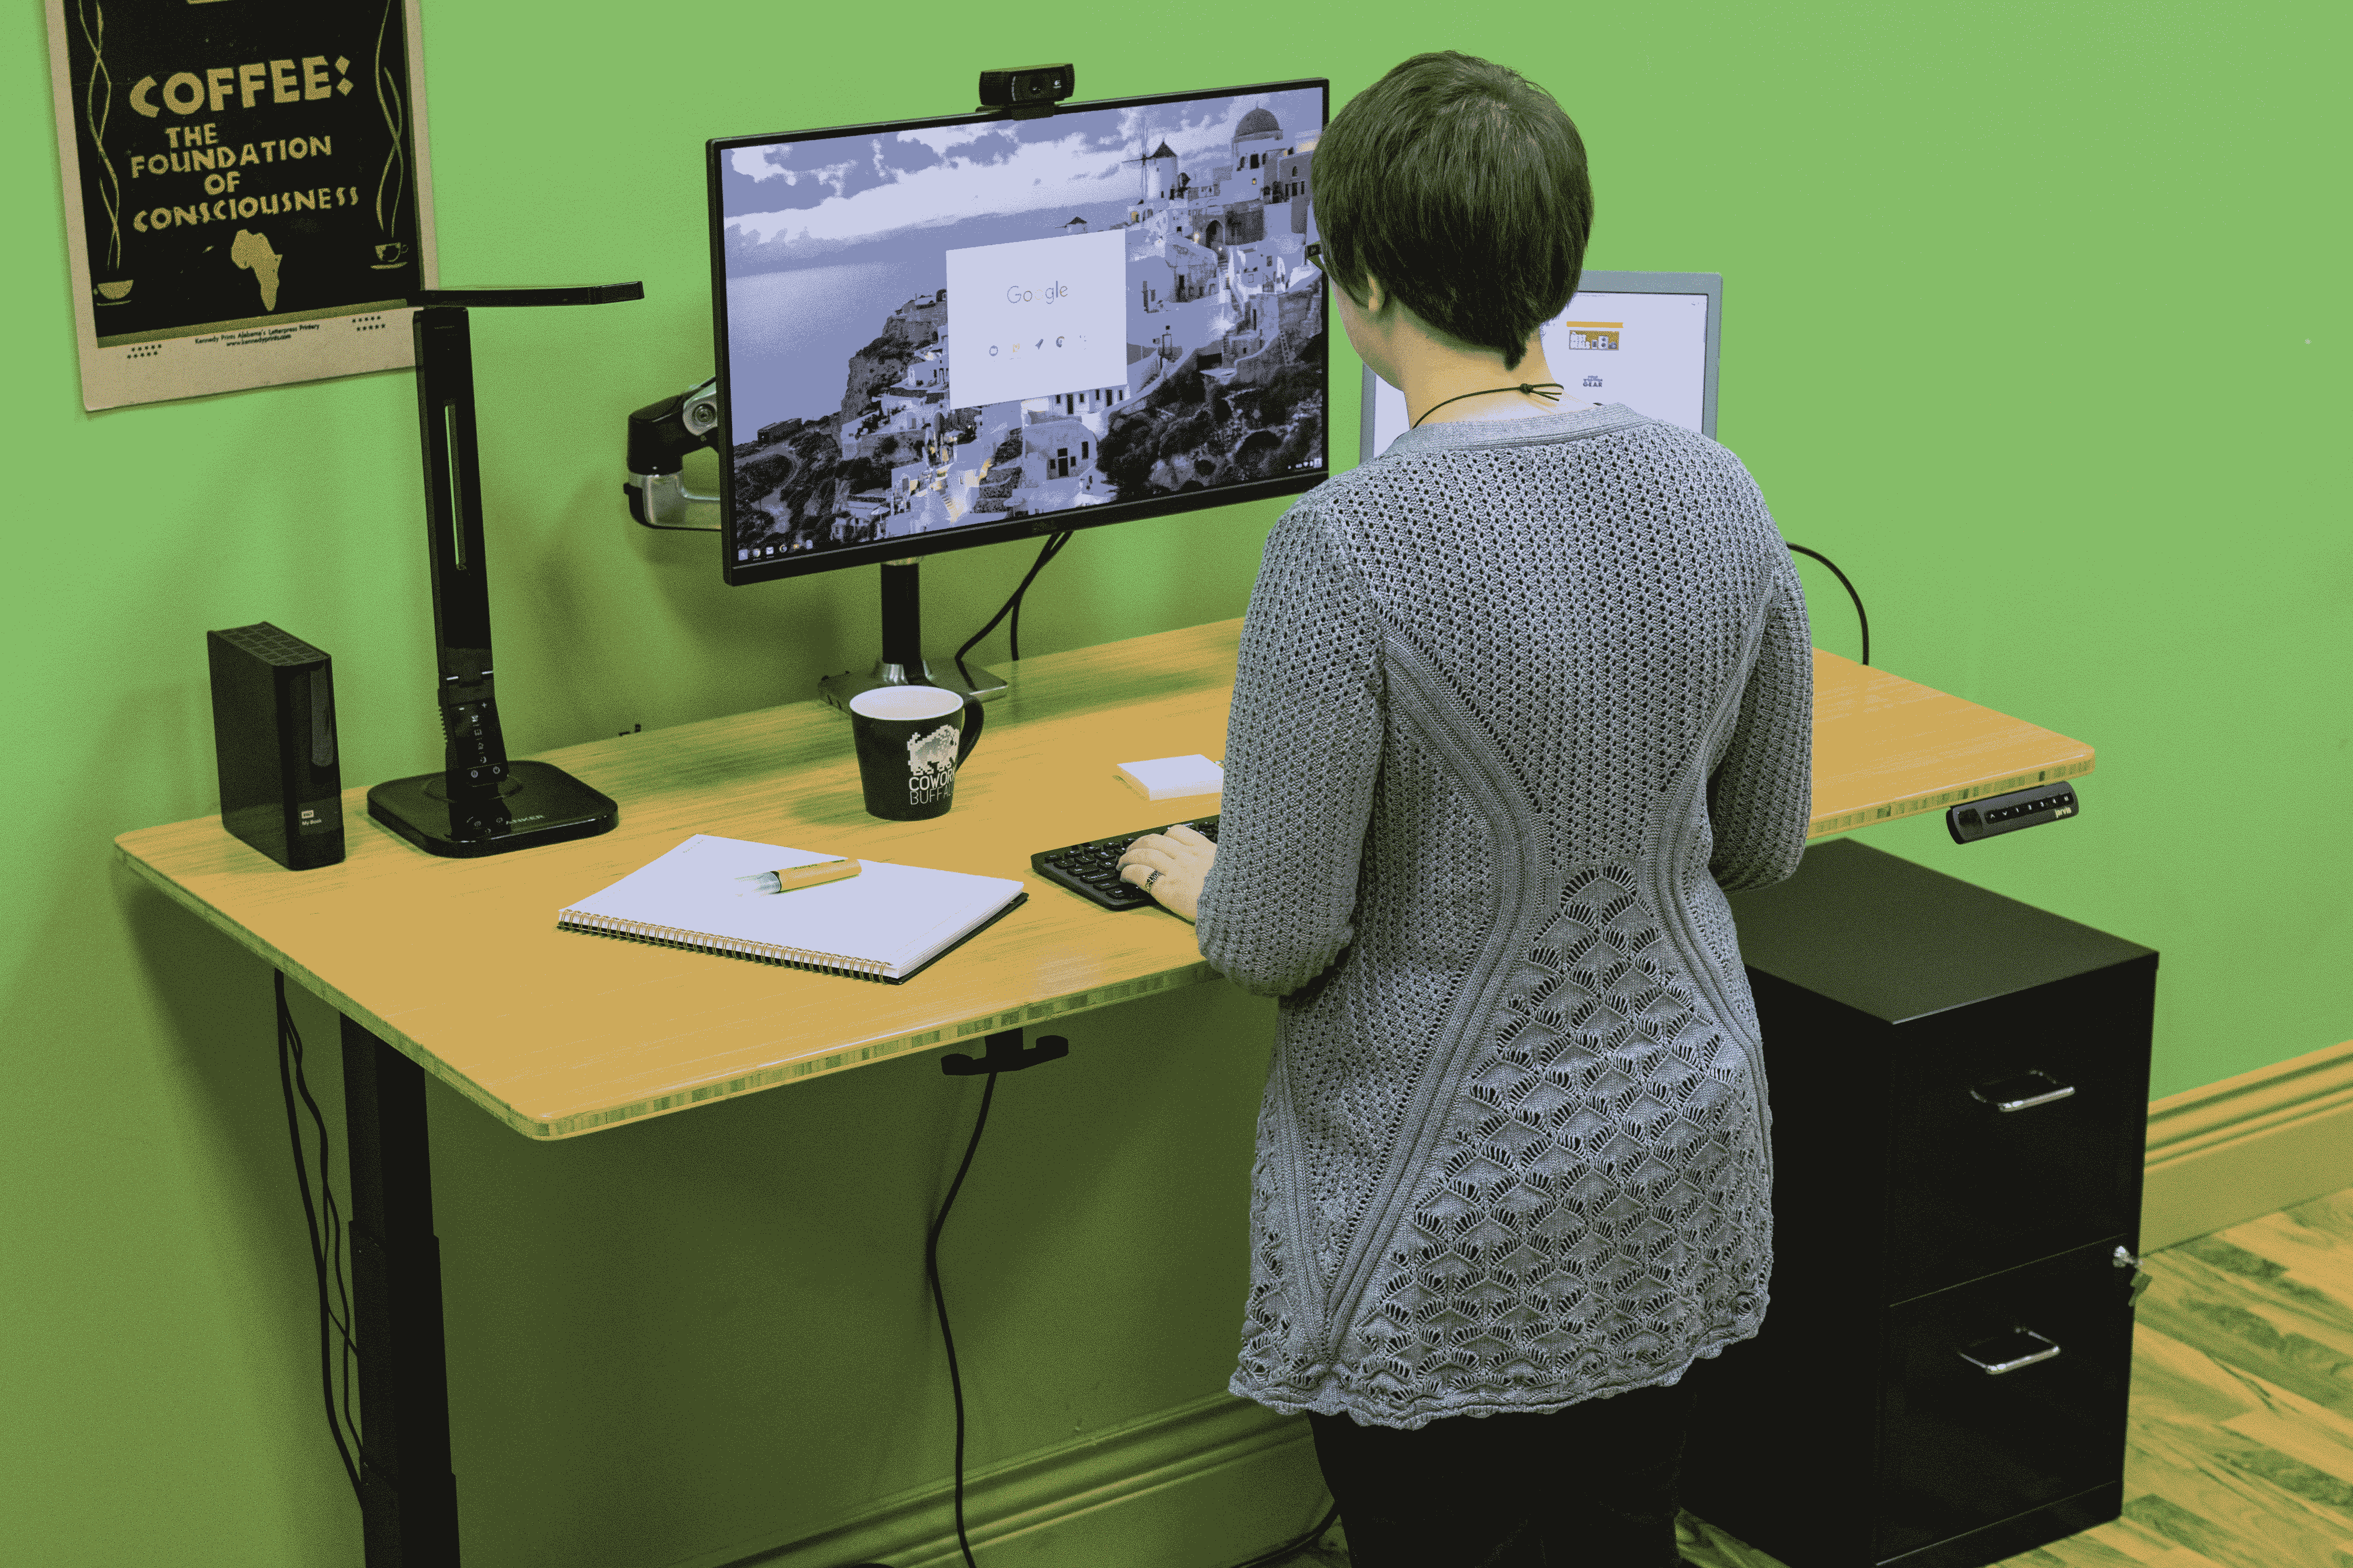 COFFEE:
THE
FOUNDATION
OF
CONSCIOUSNESS
Kennedy Prints Alabama's Letterpress Printery
www.kennedyprints.com
Google
DELL
COWORK
BUFFAL
ANKER
WD
My Book
jarvis